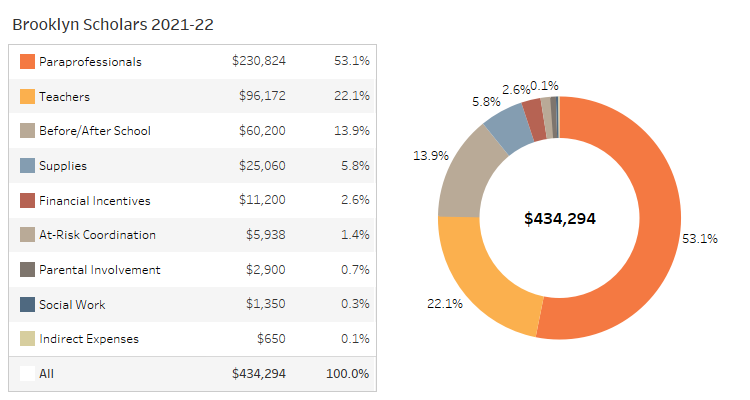 Brooklyn Scholars 2021-22
Paraprofessionals $230,824 53.1%
Teachers $96,172 22.1%
Before/After School $60,200 13.9%
Supplies $25,060 5.8%
Financial Incentives $11,200 2.6%
At-Risk Coordination $5,938 1.4%
Parental Involvement $2,900 0.7%
Social Work $1,350 0.3%
Indirect Expenses $650 0.1%
All $434,294 100.0%
2.6% 0.1%
5.8%
13.9%
$434,294
53.1%
22.1%